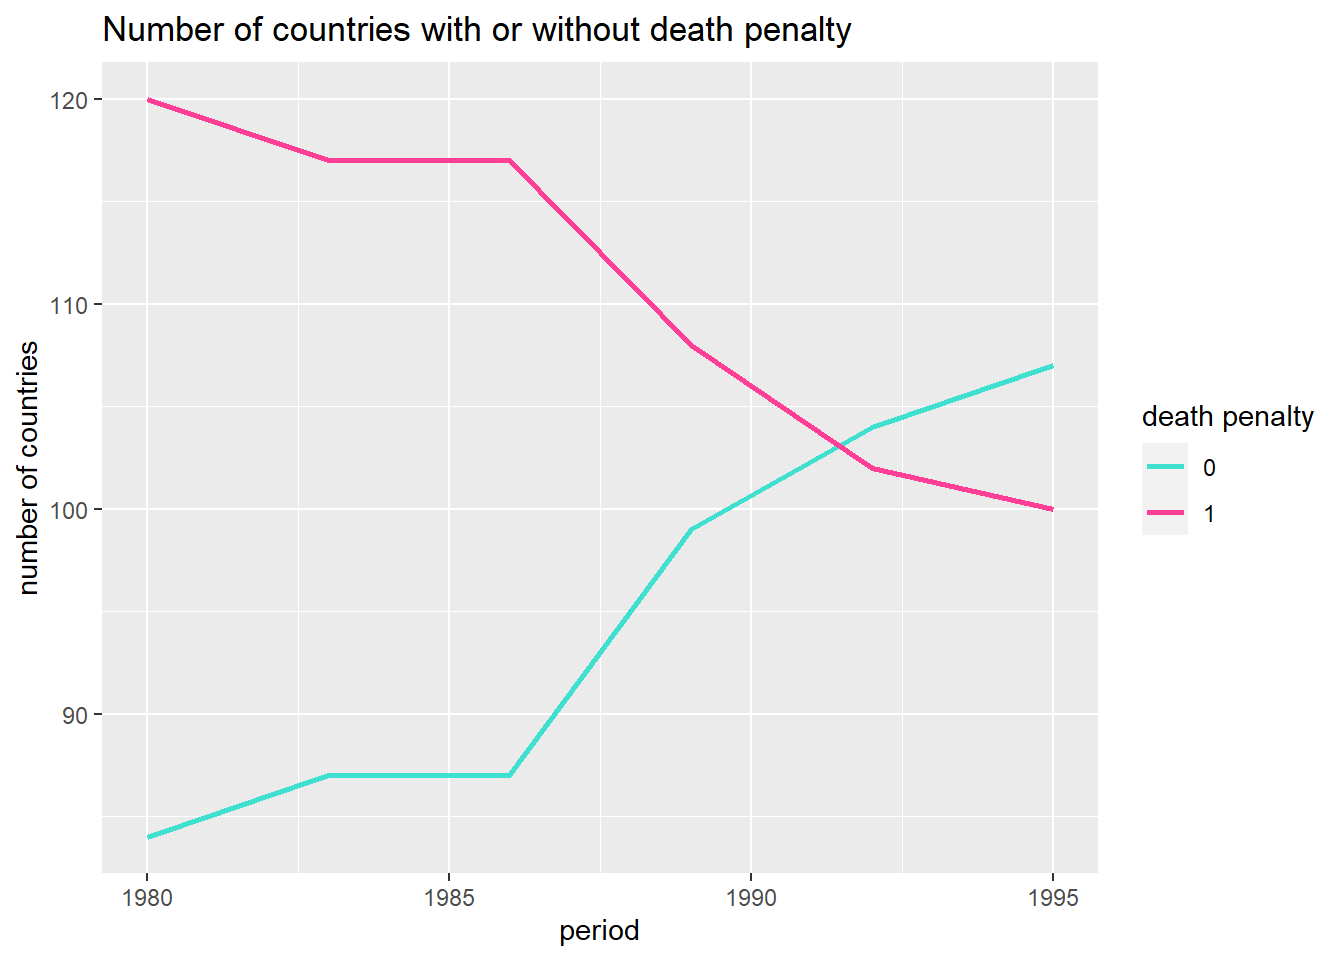 Number of countries with or without death penalty
120
110
100
90
number of countries
1980 1985 1990 1995
period
death penalty
0
1